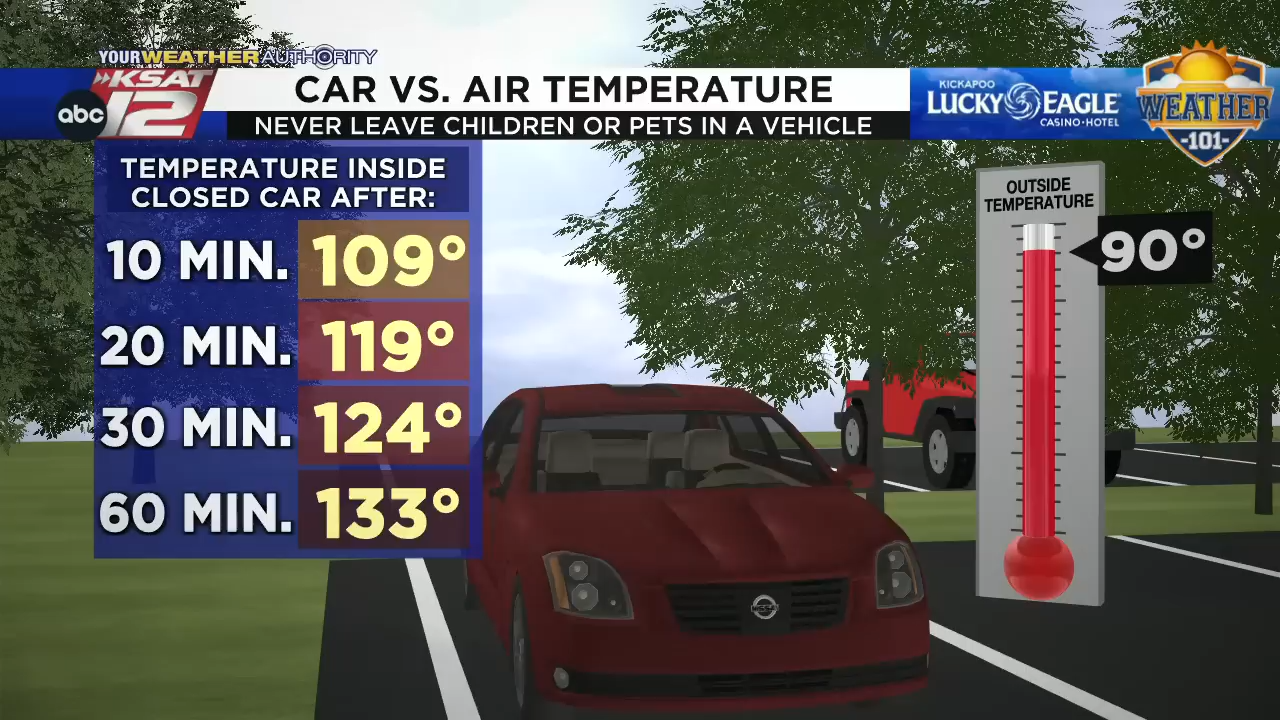 YOUR WEATHER AUTHORITY
KSAT
abc 12
CAR VS. AIR TEMPERATURE
NEVER LEAVE CHILDREN OR PETS IN A VEHICLE
KICKAPOO
LUCKY EAGLE
CASINO•HOTEL
WEATHER
-101-
TEMPERATURE INSIDE
CLOSED CAR AFTER:
10 MIN. 109°
20 MIN. 119°
30 MIN. 124°
60 MIN. 133°
OUTSIDE
TEMPERATURE
90°